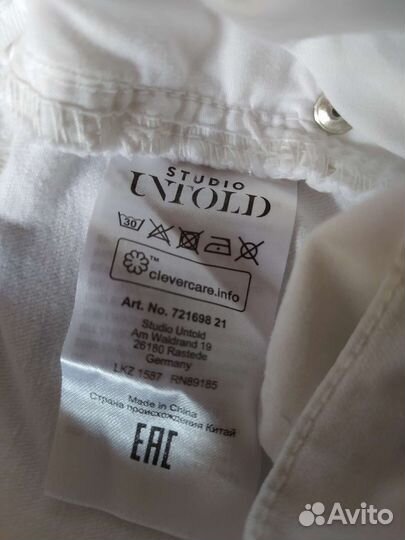 STUDIO
UNTOLD
30
clevercare.info
TM
Art. No. 721698 21
Studio Untold
Am Waldrand 19
26180 Rastede
Germany
LKZ 1587 RN89185
Made in China
Страна происхождения Китай
EAC
Avito